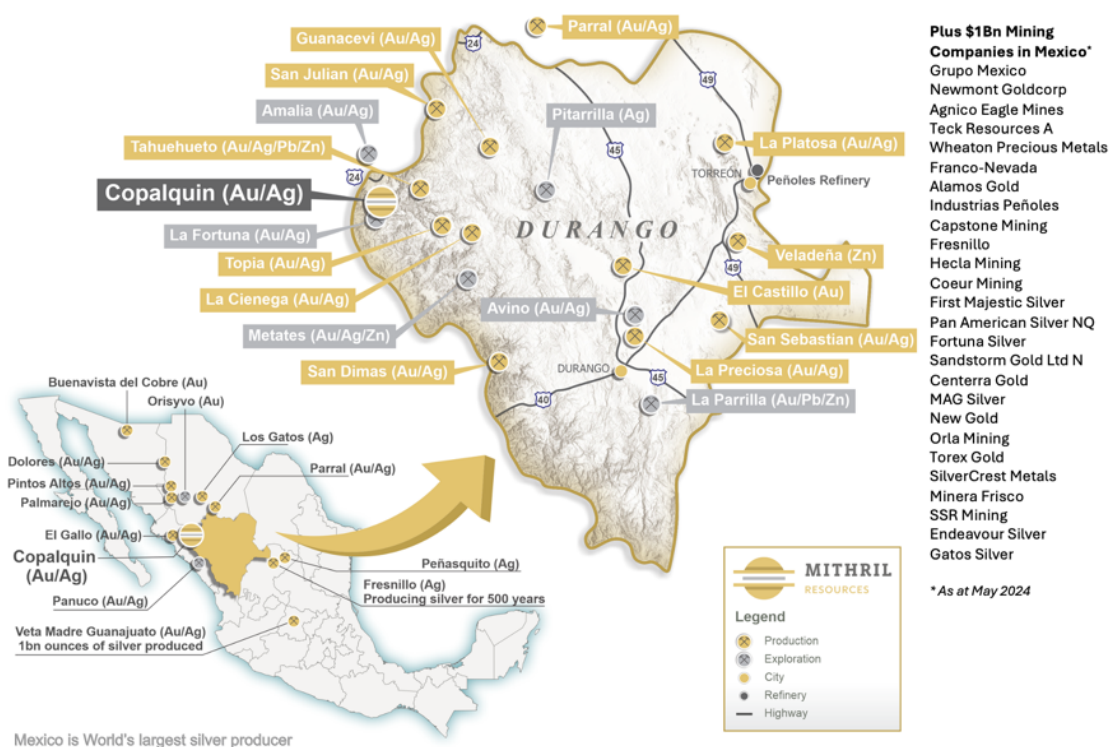 Parral (Au/Ag)
Guanacevi (Au/Ag)
San Julian (Au/Ag)
Amalia (Au/Ag)
Tahuehueto (Au/Ag/Pb/Zn)
Copalquin (Au/Ag)
La Fortuna (Au/Ag)
Topia (Au/Ag)
La Cienega (Au/Ag)
Metates (Au/Ag/Zn)
San Dimas (Au/Ag)
Pitarrilla (Ag)
La Platosa (Au/Ag)
TORREÓN
Peñoles Refinery
DURANGO
Veladeña (Zn)
El Castillo (Au)
Avino (Au/Ag)
San Sebastian (Au/Ag)
La Preciosa (Au/Ag)
DURANGO
La Parrilla (Au/Pb/Zn)
24
24
49
45
49
45
40
Plus $1Bn Mining
Companies in Mexico*
Grupo Mexico
Newmont Goldcorp
Agnico Eagle Mines
Teck Resources A
Wheaton Precious Metals
Franco-Nevada
Alamos Gold
Industrias Peñoles
Capstone Mining
Fresnillo
Hecla Mining
Coeur Mining
First Majestic Silver
Pan American Silver NQ
Fortuna Silver
Sandstorm Gold Ltd N
Centerra Gold
MAG Silver
New Gold
Orla Mining
Torex Gold
SilverCrest Metals
Minera Frisco
SSR Mining
Endeavour Silver
Gatos Silver
*As at May 2024
Buenavista del Cobre (Au)
Orisyvo (Au)
Los Gatos (Ag)
Dolores (Au/Ag)
Parral (Au/Ag)
Pintos Altos (Au/Ag)
Palmarejo (Au/Ag)
El Gallo (Au/Ag)
Copalquin
(Au/Ag)
Panuco (Au/Ag)
Peñasquito (Ag)
Fresnillo (Ag)
Producing silver for 500 years
Veta Madre Guanajuato (Au/Ag)
1bn ounces of silver produced
Mexico is World's largest silver producer
MITHRIL
RESOURCES
Legend
Production
Exploration
City
Refinery
Highway